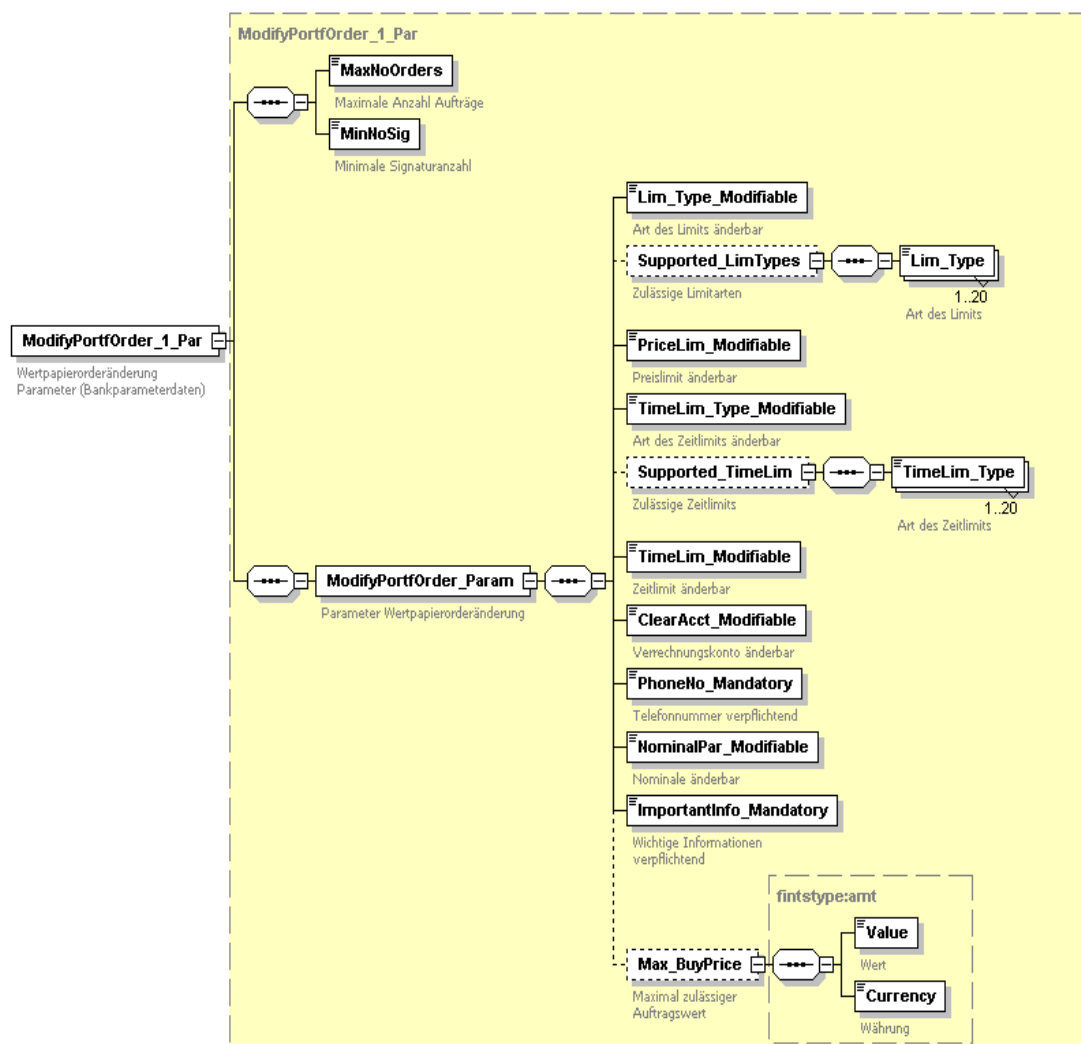 ModifyPortfOrder_1_Par
MaxNoOrders
Maximale Anzahl Aufträge
MinNoSig
Minimale Signaturanzahl
Lim_Type_Modifiable
Art des Limits änderbar
Supported_LimTypes
Zulässige Limitarten
Lim_Type
1..20
Art des Limits
ModifyPortfOrder_1_Par
Wertpapierorderänderung
Parameter (Bankparameterdaten)
PriceLim_Modifiable
Preislimit änderbar
TimeLim_Type_Modifiable
Art des Zeitlimits änderbar
Supported_TimeLim
Zulässige Zeitlimits
TimeLim_Type
1..20
Art des Zeitlimits
ModifyPortfOrder_Param
Parameter Wertpapierorderänderung
TimeLim_Modifiable
Zeitlimit änderbar
ClearAcct_Modifiable
Verrechnungskonto änderbar
PhoneNo_Mandatory
Telefonnummer verpflichtend
NominalPar_Modifiable
Nominale änderbar
ImportantInfo_Mandatory
Wichtige Informationen
verpflichtend
fintstype:amt
Max_BuyPrice
Maximal zulässiger
Auftragswert
Value
Wert
Currency
Währung